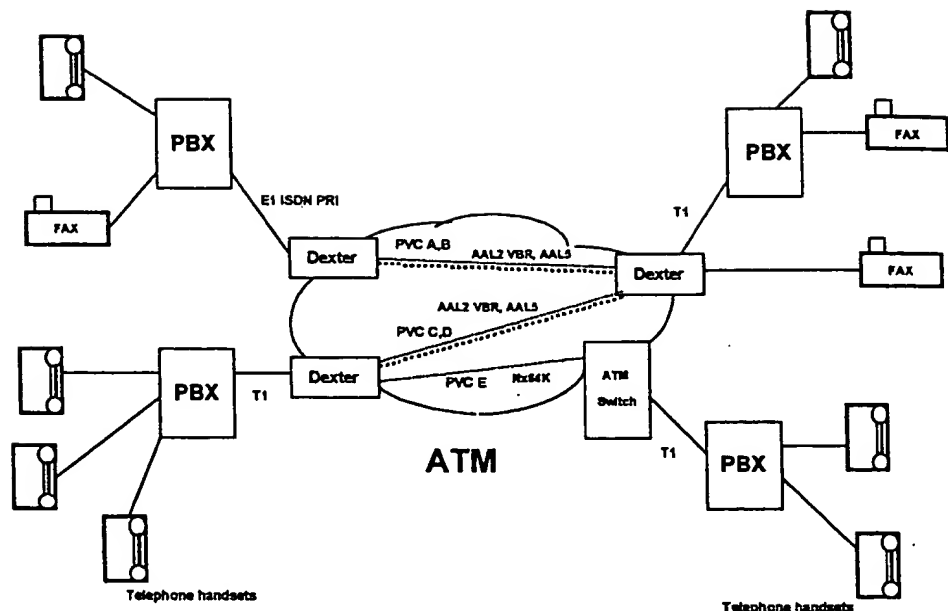 PBX
PBX
FAX
E1 ISDN PRI
T1
FAX
Dexter
PVC A,B
AAL2 VBR, AAL5
Dexter
FAX
AAL2 VBR, AAL5
PVC C,D
PBX
T1
Dexter
PVC E
Nx64K
ATM
Switch
ATM
T1
PBX
Telephone handsets
Telephone handsets